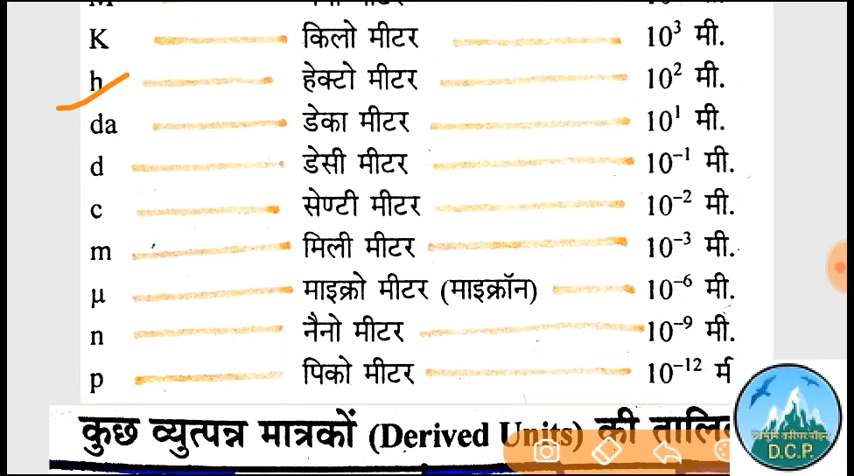 K किलो मीटर 10³ मी.
h हेक्टो मीटर 10² मी.
da डेका मीटर 10¹ मी.
d डेसी मीटर 10⁻¹ मी.
c सेण्टी मीटर 10⁻² मी.
m मिली मीटर 10⁻³ मी.
μ माइक्रो मीटर (माइक्रॉन) 10⁻⁶ मी.
n नैनो मीटर 10⁻⁹ मी.
p पिको मीटर 10⁻¹²
कुछ व्युत्पन्न मात्रकों (Derived Units) की
D.C.P.